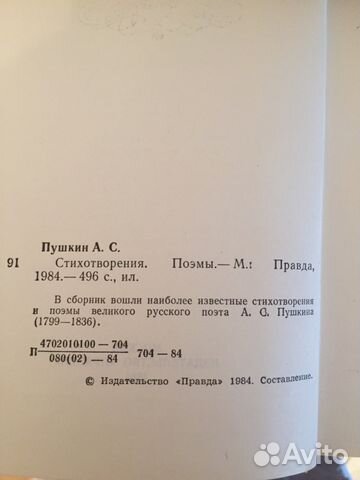 Пушкин А. С.
91 Стихотворения. Поэмы.— М.: Правда,
1984.— 496 с., ил.
В сборник вошли наиболее известные стихотворения
и поэмы великого русского поэта А. С. Пушкина
(1799—1836).
П 4702010100—704
080(02)—84 704—84
© Издательство «Правда» 1984. Составление.
Avito